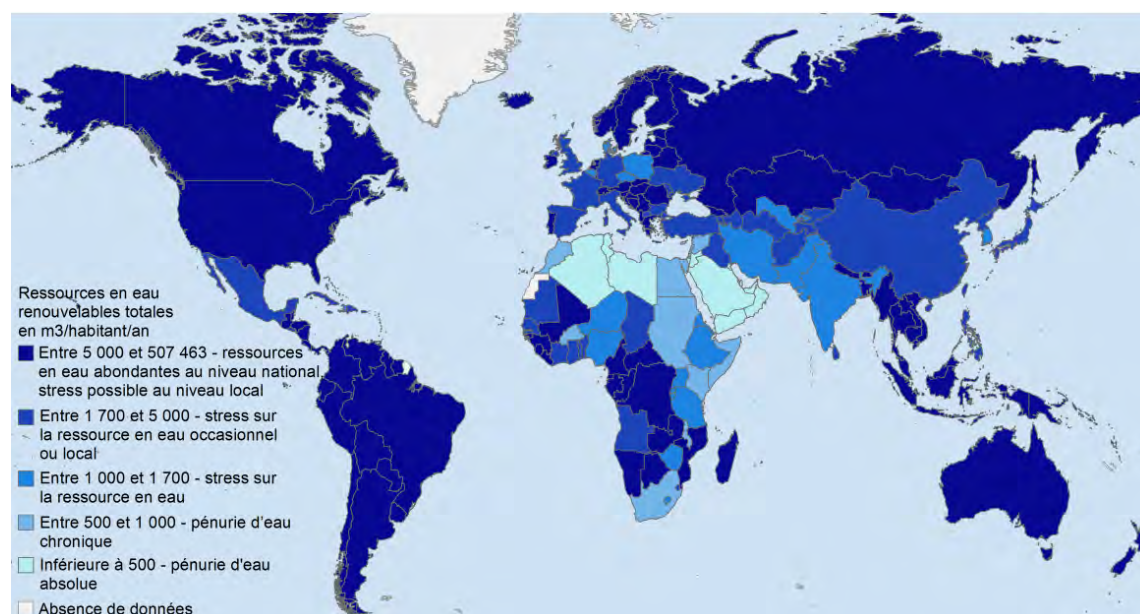 Ressources en eau
renouvelables totales
en m3/habitant/an
Entre 5 000 et 507 463 - ressources
en eau abondantes au niveau national,
stress possible au niveau local
Entre 1 700 et 5 000 - stress sur
la ressource en eau occasionnel
ou local
Entre 1 000 et 1 700 - stress sur
la ressource en eau
Entre 500 et 1 000 - pénurie d'eau
chronique
Inférieure à 500 - pénurie d'eau
absolue
Absence de données